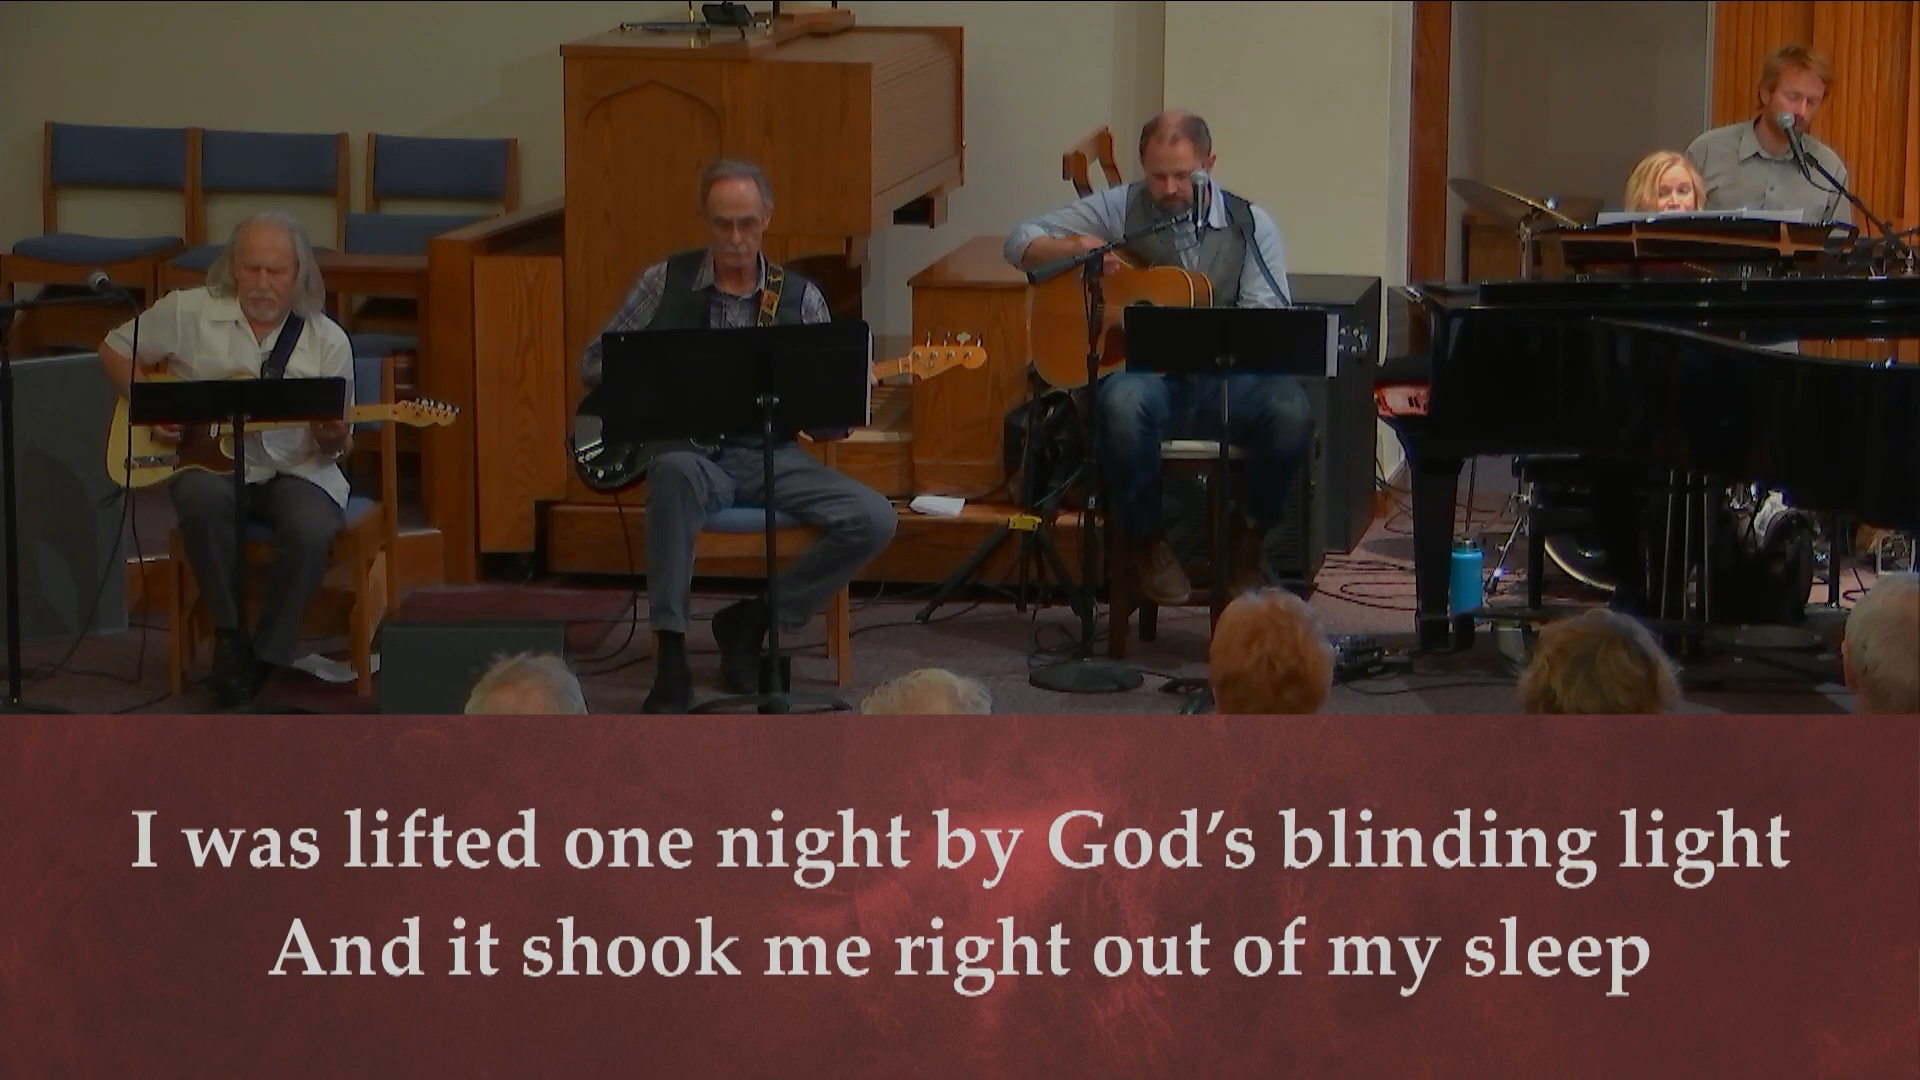 I was lifted one night by God’s blinding light
And it shook me right out of my sleep